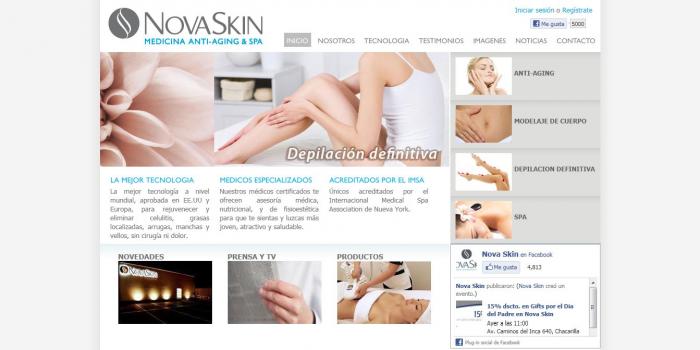 NOVASKIN
MEDICINA ANTI-AGING & SPA
Iniciar sesión o Regístrate
Me gusta 5000
INICIO NOSOTROS TECNOLOGIA TESTIMONIOS IMAGENES NOTICIAS CONTACTO
Depilación definitiva
ANTI-AGING
MODELAJE DE CUERPO
DEPILACION DEFINITIVA
SPA
LA MEJOR TECNOLOGIA
La mejor tecnología a nivel
mundial, aprobada en EE.UU y
Europa, para rejuvenecer y
eliminar celulitis, grasas
localizadas, arrugas, manchas y
vellos, sin cirugía ni dolor.
MEDICOS ESPECIALIZADOS
Nuestros médicos certificados te
ofrecen asesoría médica,
nutricional, y de fisioestética
para que te sientas y luzcas más
joven, atractivo y saludable.
ACREDITADOS POR EL IMSA
Únicos acreditados por el
International Medical Spa
Association de Nueva York.
NOVEDADES
NOVASKIN
PRENSA Y TV
PRODUCTOS
Nova Skin en Facebook
Me gusta 4,813
Nova Skin publicaron: (Nova Skin creó un
evento.)
15% dscto. en Gifts por el Día
del Padre en Nova Skin
Ayer a las 11:00
Av. Caminos del Inca 640, Chacarilla
Plug-in social de Facebook